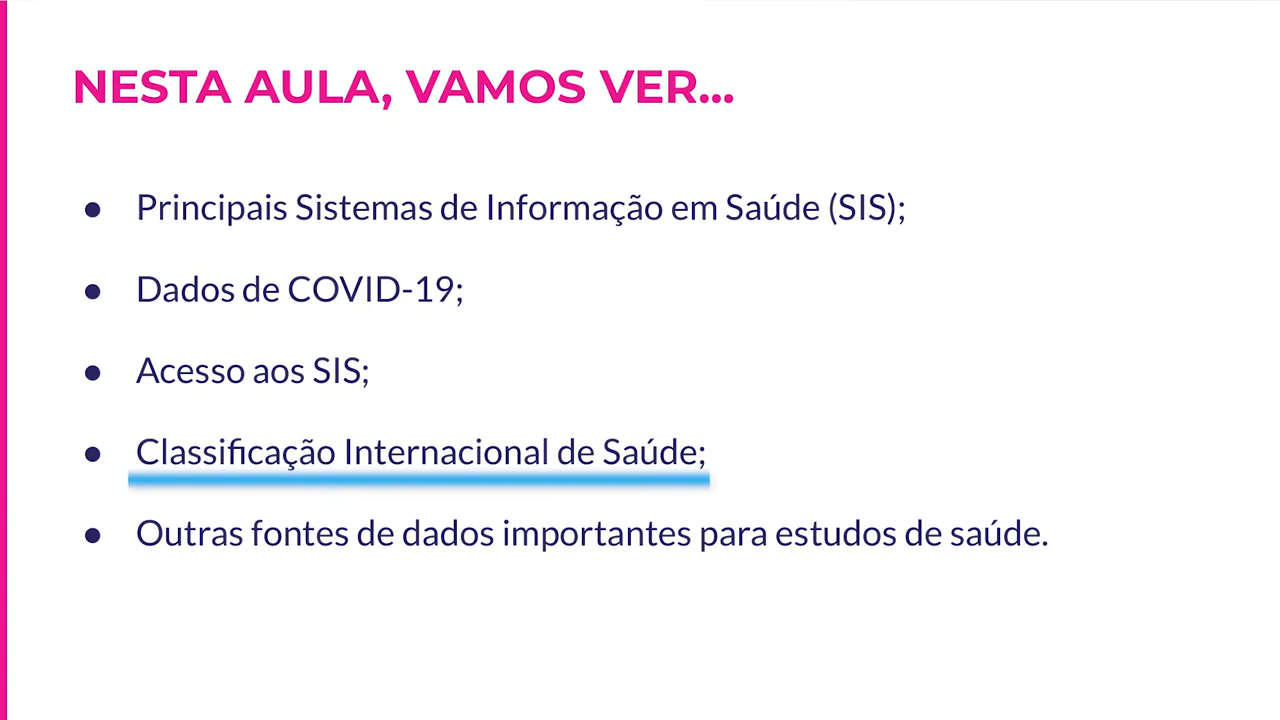 NESTA AULA, VAMOS VER...
● Principais Sistemas de Informação em Saúde (SIS);
● Dados de COVID-19;
● Acesso aos SIS;
● Classificação Internacional de Saúde;
● Outras fontes de dados importantes para estudos de saúde.